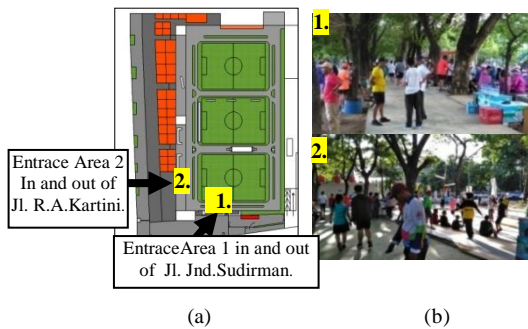 1.
2.
Entrace Area 2
In and out of
Jl. R.A.Kartini.
2.
1.
EntraceArea 1 in and out
of Jl. Jnd.Sudirman.
(a)
(b)